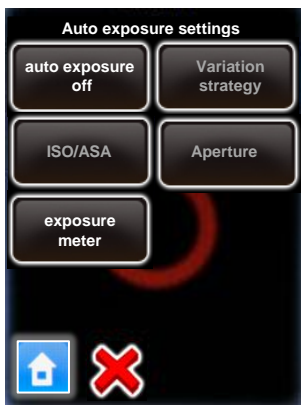 Auto exposure settings
auto exposure
off
Variation
strategy
ISO/ASA
Aperture
exposure
meter